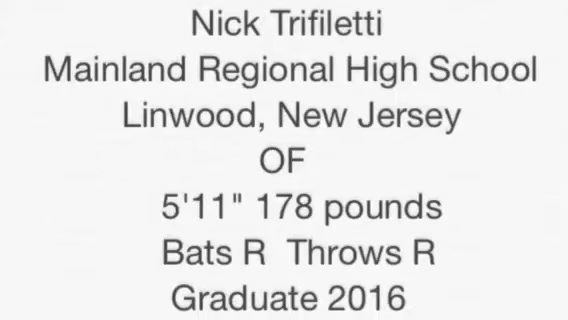 Nick Trifiletti
Mainland Regional High School
Linwood, New Jersey
OF
5'11" 178 pounds
Bats R Throws R
Graduate 2016